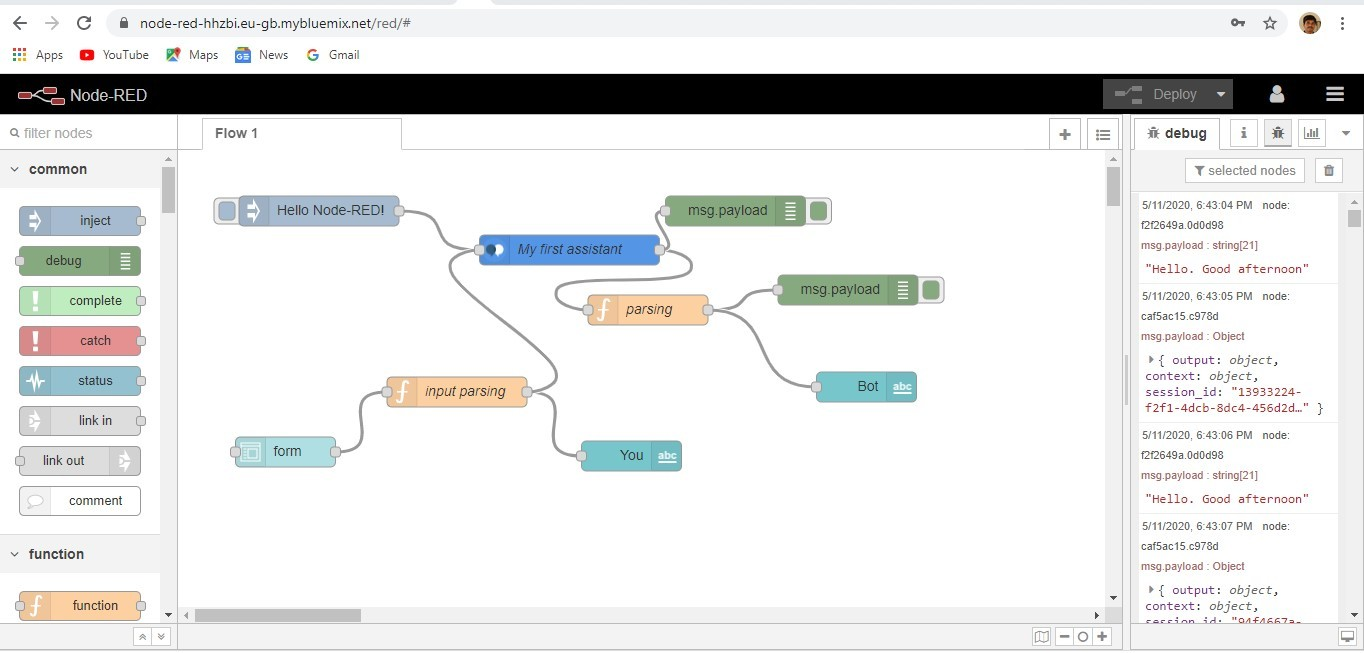 node-red-hhzbi.eu-gb.mybluemix.net/red/#
Apps YouTube Maps News Gmail
Node-RED Deploy
filter nodes Flow 1 debug
common selected nodes
inject
debug
complete
catch
status
link in
link out
comment
function
function
Hello Node-RED!
msg.payload
My first assistant
msg.payload
parsing
Bot abc
input parsing
form
You abc
5/11/2020, 6:43:04 PM node:
f2f2649a.0d0d98
msg.payload : string[21]
"Hello. Good afternoon"
5/11/2020, 6:43:05 PM node:
caf5ac15.c978d
msg.payload : Object
{ output: object,
context: object,
session_id: "13933224-
f2f1-4dcb-8dc4-456d2d…" }
5/11/2020, 6:43:06 PM node:
f2f2649a.0d0d98
msg.payload : string[21]
"Hello. Good afternoon"
5/11/2020, 6:43:07 PM node:
caf5ac15.c978d
msg.payload : Object
{ output: object,
context: object,
session_id: "94f4667a-